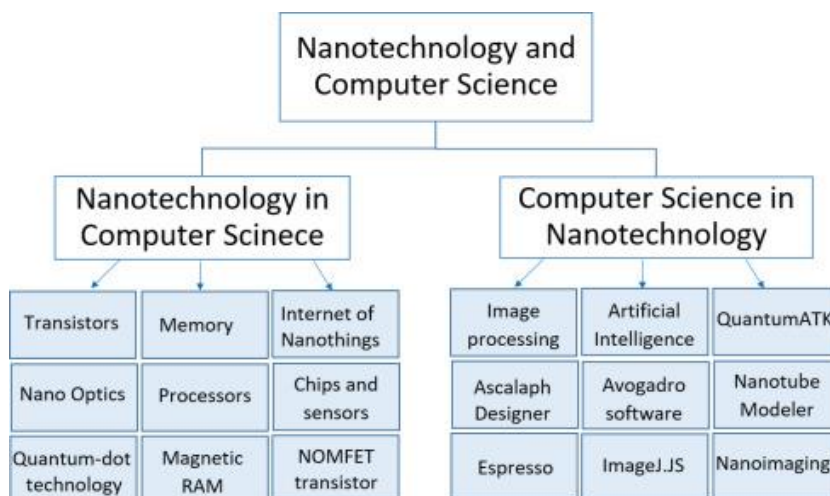 Nanotechnology and
Computer Science
Nanotechnology in
Computer Scinece
Computer Science in
Nanotechnology
Transistors
Memory
Internet of
Nanothings
Nano Optics
Processors
Chips and
sensors
Quantum-dot
technology
Magnetic
RAM
NOMFET
transistor
Image
processing
Artificial
Intelligence
QuantumATK
Ascalaph
Designer
Avogadro
software
Nanotube
Modeler
Espresso
ImageJ.JS
Nanoimaging